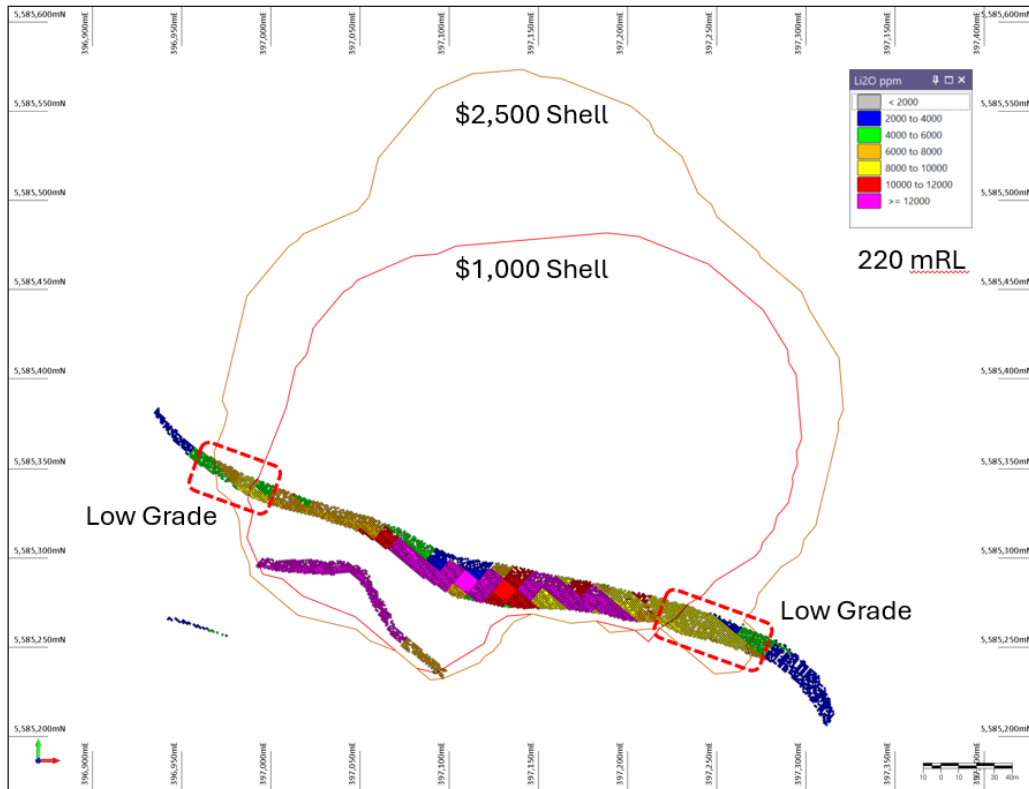 396,900mE
396,950mE
397,000mE
397,050mE
397,100mE
397,150mE
397,200mE
397,250mE
397,300mE
397,350mE
397,400mE
5,585,600mN
5,585,600mN
Li2O ppm
< 2000
2000 to 4000
4000 to 6000
6000 to 8000
8000 to 10000
10000 to 12000
>= 12000
5,585,550mN
5,585,550mN
$2,500 Shell
5,585,500mN
5,585,500mN
220 mRL
$1,000 Shell
5,585,450mN
5,585,450mN
5,585,400mN
5,585,400mN
5,585,350mN
5,585,350mN
Low Grade
5,585,300mN
5,585,300mN
Low Grade
5,585,250mN
5,585,250mN
5,585,200mN
5,585,200mN
396,900mE
396,950mE
397,000mE
397,050mE
397,100mE
397,150mE
397,200mE
397,250mE
397,300mE
397,350mE
397,400mE
10 0 10 20 30 40m